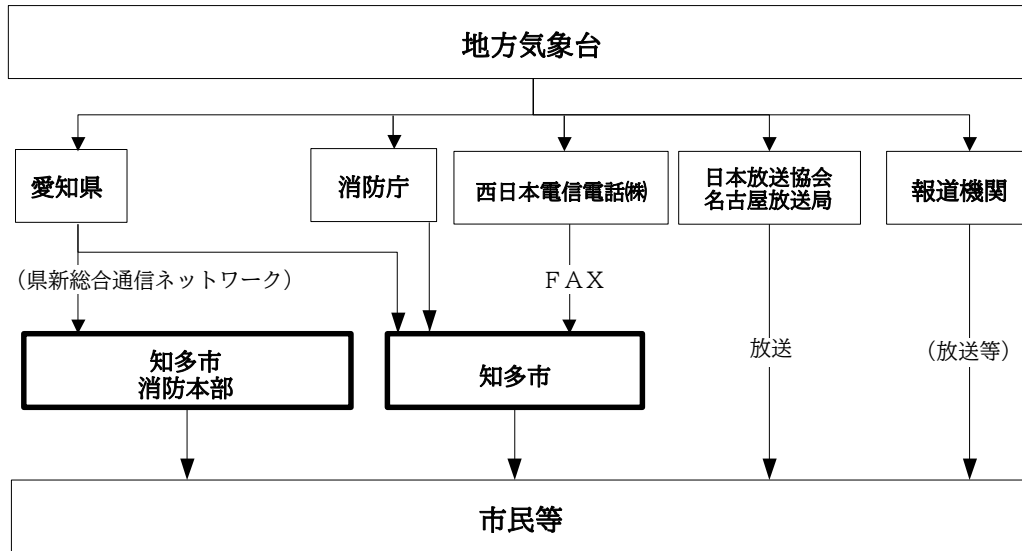 地方気象台
愛知県
消防庁
西日本電信電話㈱
日本放送協会
名古屋放送局
報道機関
（県新総合通信ネットワーク）
ＦＡＸ
知多市
消防本部
知多市
放送
（放送等）
市民等